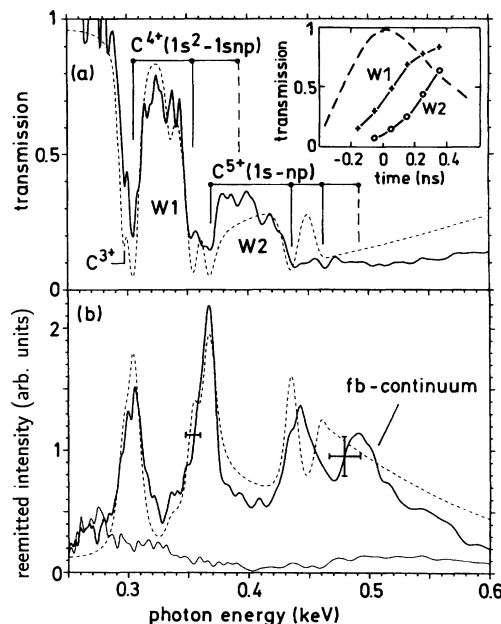 transmission
(a)
1
0.5
0
C⁴⁺(1s²-1snp)
C⁵⁺(1s-np)
W1
W2
C³⁺
transmission
1
0.5
0
W1
W2
-0.2 0 0.2 0.4 0.6
time (ns)
reemitted intensity (arb. units)
(b)
2
1
0
fb-continuum
0.3 0.4 0.5 0.6
photon energy (keV)